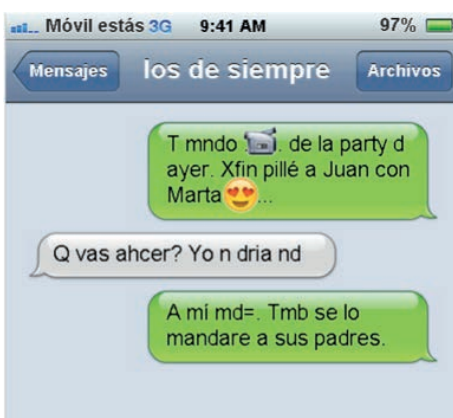 Móvil estás 3G 9:41 AM 97%
Mensajes los de siempre Archivos
T mndo . de la party d
ayer. Xfin pillé a Juan con
Marta ...
Q vas ahcer? Yo n dria nd
A mí md=. Tmb se lo
mandare a sus padres.